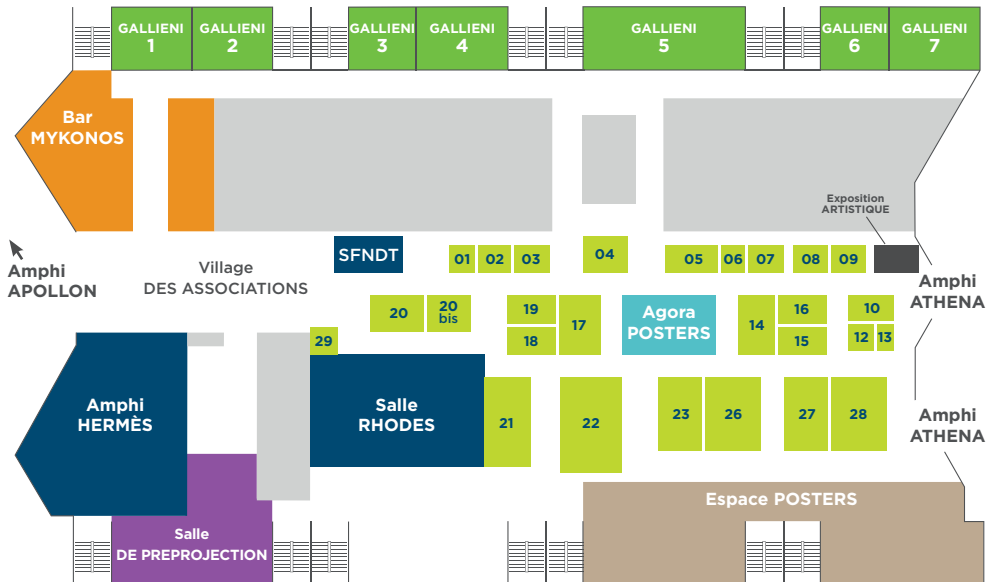 GALLIENI
1
GALLIENI
2
GALLIENI
3
GALLIENI
4
GALLIENI
5
GALLIENI
6
GALLIENI
7
Bar
MYKONOS
Exposition
ARTISTIQUE
Amphi
APOLLON
Village
DES ASSOCIATIONS
SFNDT
01
02
03
04
05
06
07
08
09
Amphi
ATHENA
20
20
bis
19
18
17
Agora
POSTERS
14
16
15
10
12
13
29
Amphi
HERMÈS
Salle
RHODES
21
22
23
26
27
28
Amphi
ATHENA
Espace POSTERS
Salle
DE PREPROJECTION